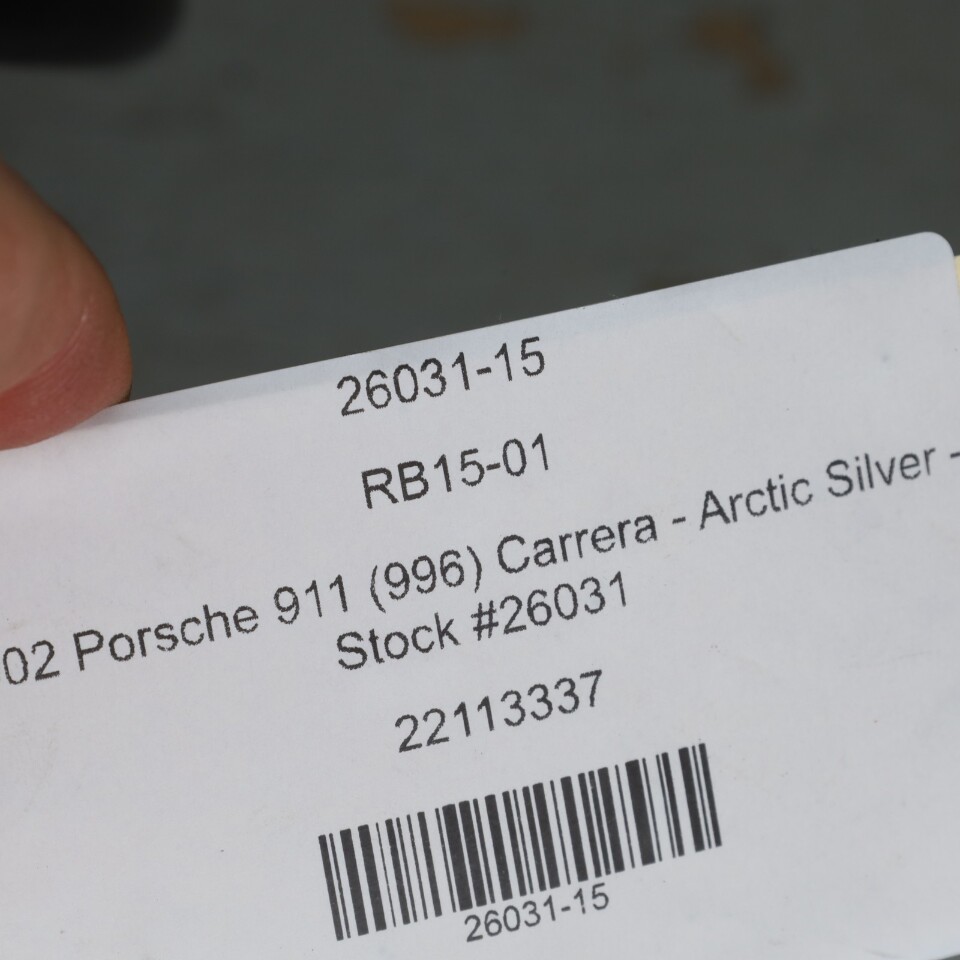 26031-15
RB15-01
02 Porsche 911 (996) Carrera - Arctic Silver -
Stock #26031
22113337
26031-15